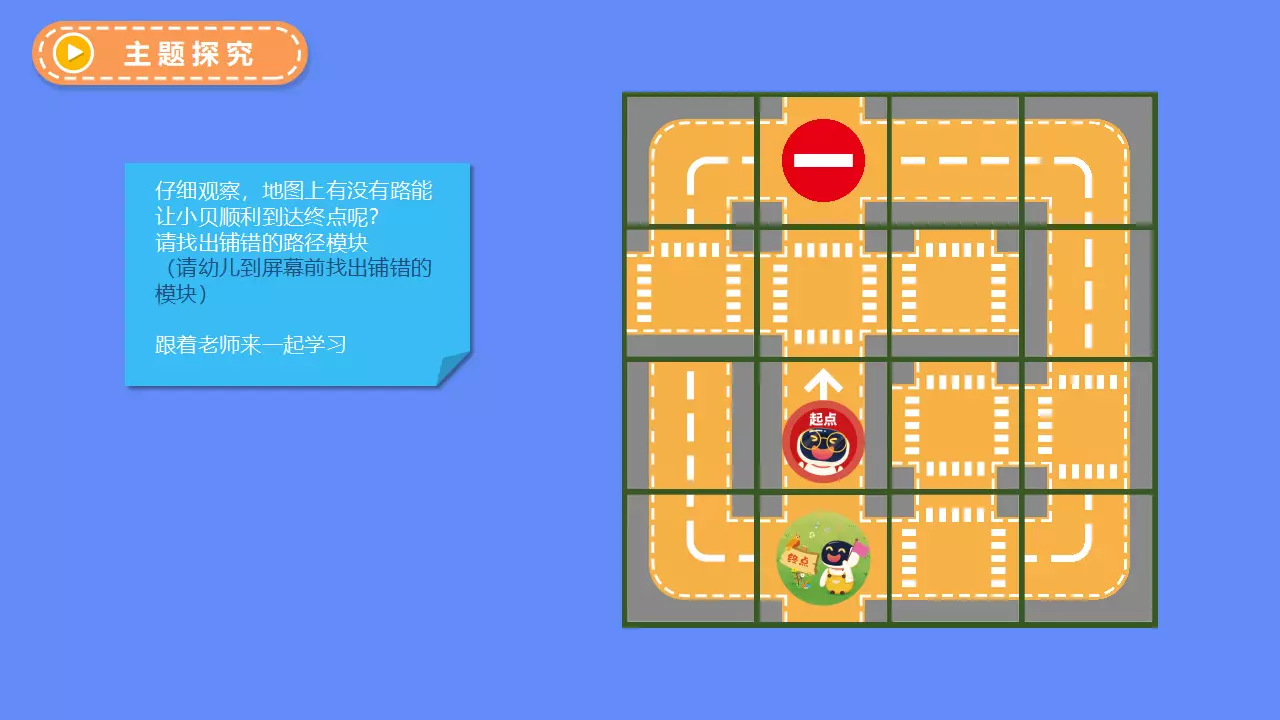 主题探究
仔细观察，地图上有没有路能
让小贝顺利到达终点呢？
请找出铺错的路径模块
（请幼儿到屏幕前找出铺错的
模块）
跟着老师来一起学习
起点
终点